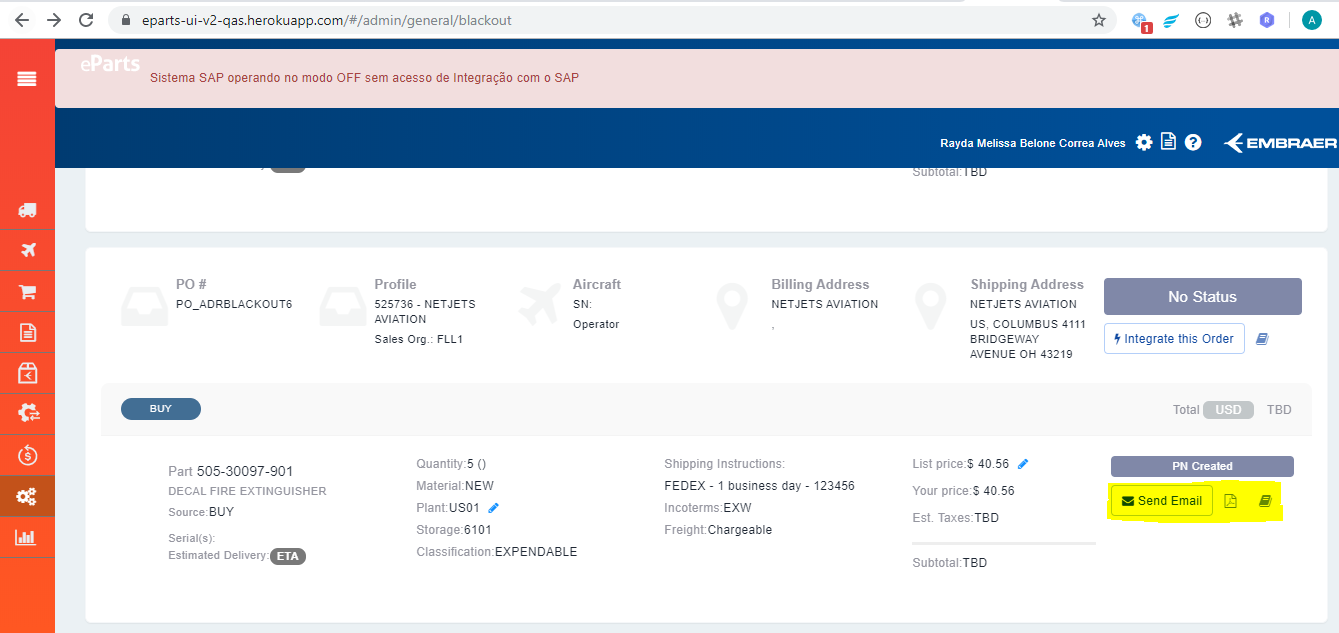 eparts-ui-v2-qas.herokuapp.com/#/admin/general/blackout
1
R
A
eParts
Sistema SAP operando no modo OFF sem acesso de Integração com o SAP
Rayda Melissa Belone Correa Alves
EMBRAER
Subtotal:TBD
PO #
PO_ADRBLACKOUT6
Profile
525736 - NETJETS
AVIATION
Sales Org.: FLL1
Aircraft
SN:
Operator
Billing Address
NETJETS AVIATION
,
Shipping Address
NETJETS AVIATION
US, COLUMBUS 4111
BRIDGEWAY
AVENUE OH 43219
No Status
Integrate this Order
BUY
Total USD TBD
Part 505-30097-901
DECAL FIRE EXTINGUISHER
Source:BUY
Serial(s):
Estimated Delivery: ETA
Quantity:5 ()
Material:NEW
Plant:US01
Storage:6101
Classification:EXPENDABLE
Shipping Instructions:
FEDEX - 1 business day - 123456
Incoterms:EXW
Freight:Chargeable
List price:$ 40.56
Your price:$ 40.56
Est. Taxes:TBD
Subtotal:TBD
PN Created
Send Email